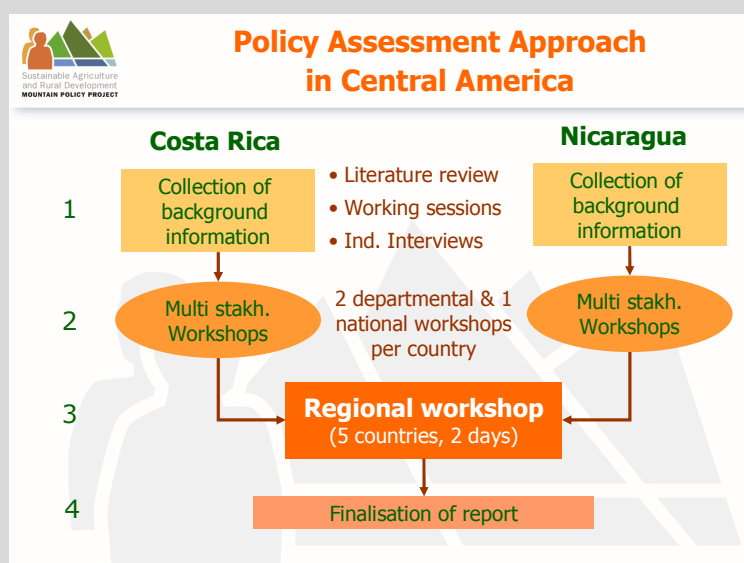 Policy Assessment Approach
in Central America
Sustainable Agriculture
and Rural Development
MOUNTAIN POLICY PROJECT
Costa Rica
Nicaragua
1
Collection of
background
information
• Literature review
• Working sessions
• Ind. Interviews
Collection of
background
information
2
Multi stakh.
Workshops
2 departmental & 1
national workshops
per country
Multi stakh.
Workshops
3
Regional workshop
(5 countries, 2 days)
4
Finalisation of report